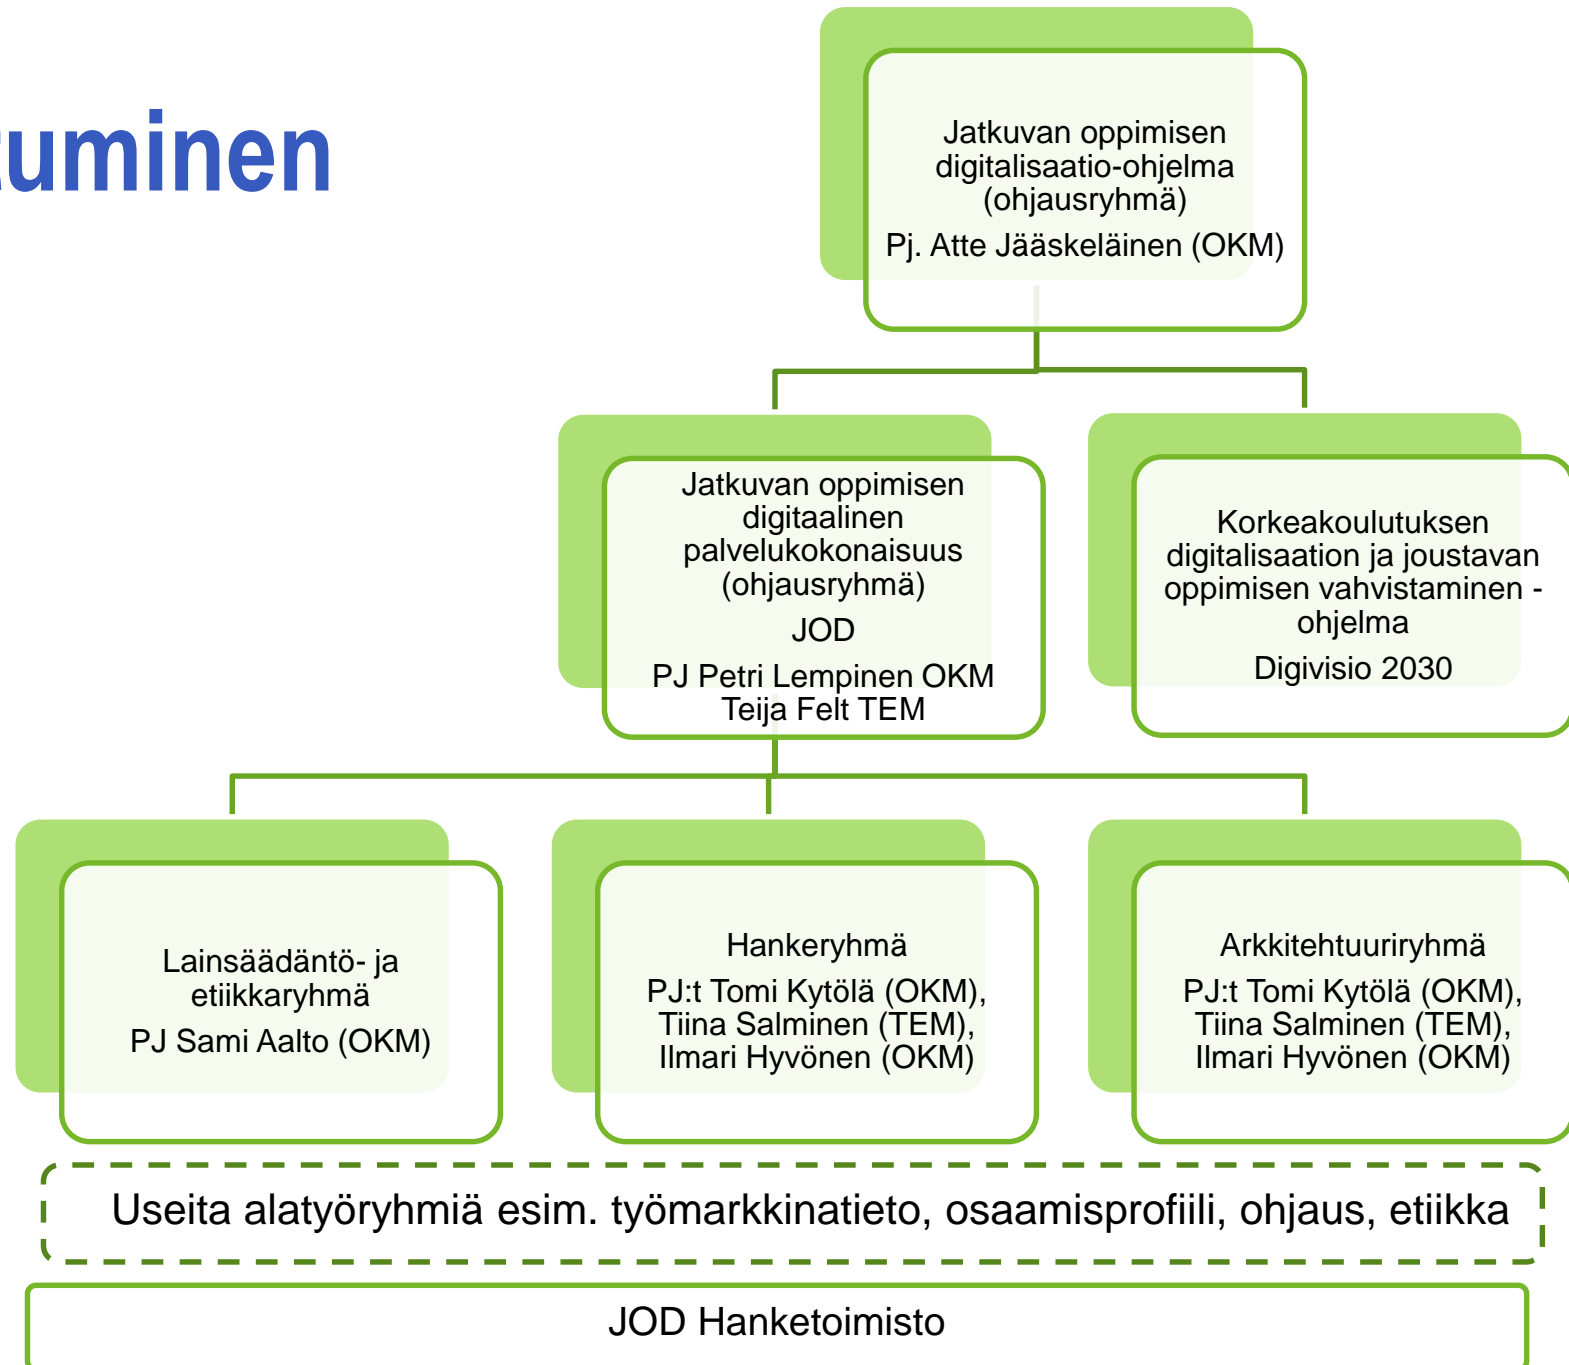 tuminen
Jatkuvan oppimisen
digitalisaatio-ohjelma
(ohjausryhmä)
Pj. Atte Jääskeläinen (OKM)
Jatkuvan oppimisen
digitaalinen
palvelukokonaisuus
(ohjausryhmä)
JOD
PJ Petri Lempinen OKM
Teija Felt TEM
Korkeakoulutuksen
digitalisaation ja joustavan
oppimisen vahvistaminen -
ohjelma
Digivisio 2030
Lainsäädäntö- ja
etiikkaryhmä
PJ Sami Aalto (OKM)
Hankeryhmä
PJ:t Tomi Kytölä (OKM),
Tiina Salminen (TEM),
Ilmari Hyvönen (OKM)
Arkkitehtuuriryhmä
PJ:t Tomi Kytölä (OKM),
Tiina Salminen (TEM),
Ilmari Hyvönen (OKM)
Useita alatyöryhmiä esim. työmarkkinatieto, osaamisprofiili, ohjaus, etiikka
JOD Hanketoimisto